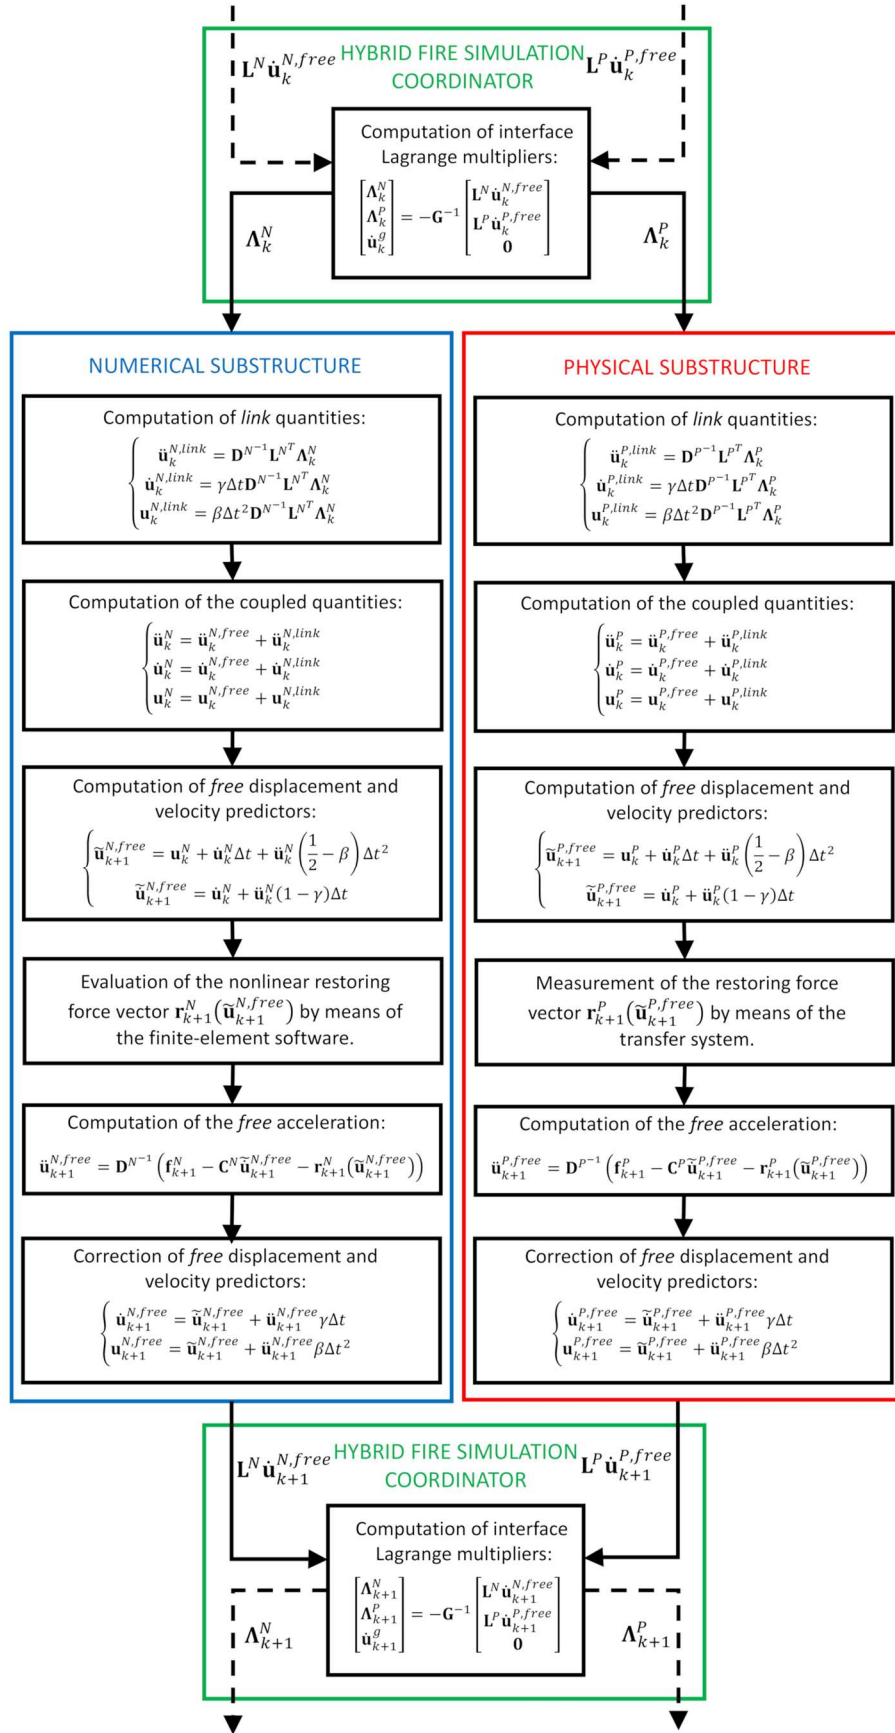 𝐋ᴺ 𝐮̇ₖᴺ,ᶠʳᵉᵉ
HYBRID FIRE SIMULATION
COORDINATOR
𝐋ᴾ 𝐮̇ₖᴾ,ᶠʳᵉᵉ
Computation of interface
Lagrange multipliers:
[Λ_k^N; Λ_k^P; u̇_k^g] = −G^{−1} [L^N u̇_k^{N,free}; L^P u̇_k^{P,free}; 0]
Λ_k^N
Λ_k^P
NUMERICAL SUBSTRUCTURE
Computation of link quantities:
ü_k^{N,link} = D^{N^{−1}} L^{N^T} Λ_k^N
u̇_k^{N,link} = γΔt D^{N^{−1}} L^{N^T} Λ_k^N
u_k^{N,link} = βΔt² D^{N^{−1}} L^{N^T} Λ_k^N
Computation of the coupled quantities:
ü_k^N = ü_k^{N,free} + ü_k^{N,link}
u̇_k^N = u̇_k^{N,free} + u̇_k^{N,link}
u_k^N = u_k^{N,free} + u_k^{N,link}
Computation of free displacement and
velocity predictors:
ũ_{k+1}^{N,free} = u_k^N + u̇_k^N Δt + ü_k^N (1/2 − β) Δt²
ũ̇_{k+1}^{N,free} = u̇_k^N + ü_k^N (1 − γ)Δt
Evaluation of the nonlinear restoring
force vector r_{k+1}^N(ũ_{k+1}^{N,free}) by means of
the finite-element software.
Computation of the free acceleration:
ü_{k+1}^{N,free} = D^{N^{−1}} (f_{k+1}^N − C^N ũ̇_{k+1}^{N,free} − r_{k+1}^N(ũ_{k+1}^{N,free}))
Correction of free displacement and
velocity predictors:
u̇_{k+1}^{N,free} = ũ̇_{k+1}^{N,free} + ü_{k+1}^{N,free} γΔt
u_{k+1}^{N,free} = ũ_{k+1}^{N,free} + ü_{k+1}^{N,free} βΔt²
PHYSICAL SUBSTRUCTURE
Computation of link quantities:
ü_k^{P,link} = D^{P^{−1}} L^{P^T} Λ_k^P
u̇_k^{P,link} = γΔt D^{P^{−1}} L^{P^T} Λ_k^P
u_k^{P,link} = βΔt² D^{P^{−1}} L^{P^T} Λ_k^P
Computation of the coupled quantities:
ü_k^P = ü_k^{P,free} + ü_k^{P,link}
u̇_k^P = u̇_k^{P,free} + u̇_k^{P,link}
u_k^P = u_k^{P,free} + u_k^{P,link}
Computation of free displacement and
velocity predictors:
ũ_{k+1}^{P,free} = u_k^P + u̇_k^P Δt + ü_k^P (1/2 − β) Δt²
ũ̇_{k+1}^{P,free} = u̇_k^P + ü_k^P (1 − γ)Δt
Measurement of the restoring force
vector r_{k+1}^P(ũ_{k+1}^{P,free}) by means of the
transfer system.
Computation of the free acceleration:
ü_{k+1}^{P,free} = D^{P^{−1}} (f_{k+1}^P − C^P ũ̇_{k+1}^{P,free} − r_{k+1}^P(ũ_{k+1}^{P,free}))
Correction of free displacement and
velocity predictors:
u̇_{k+1}^{P,free} = ũ̇_{k+1}^{P,free} + ü_{k+1}^{P,free} γΔt
u_{k+1}^{P,free} = ũ_{k+1}^{P,free} + ü_{k+1}^{P,free} βΔt²
L^N u̇_{k+1}^{N,free}
HYBRID FIRE SIMULATION
COORDINATOR
L^P u̇_{k+1}^{P,free}
Computation of interface
Lagrange multipliers:
[Λ_{k+1}^N; Λ_{k+1}^P; u̇_{k+1}^g] = −G^{−1} [L^N u̇_{k+1}^{N,free}; L^P u̇_{k+1}^{P,free}; 0]
Λ_{k+1}^N
Λ_{k+1}^P